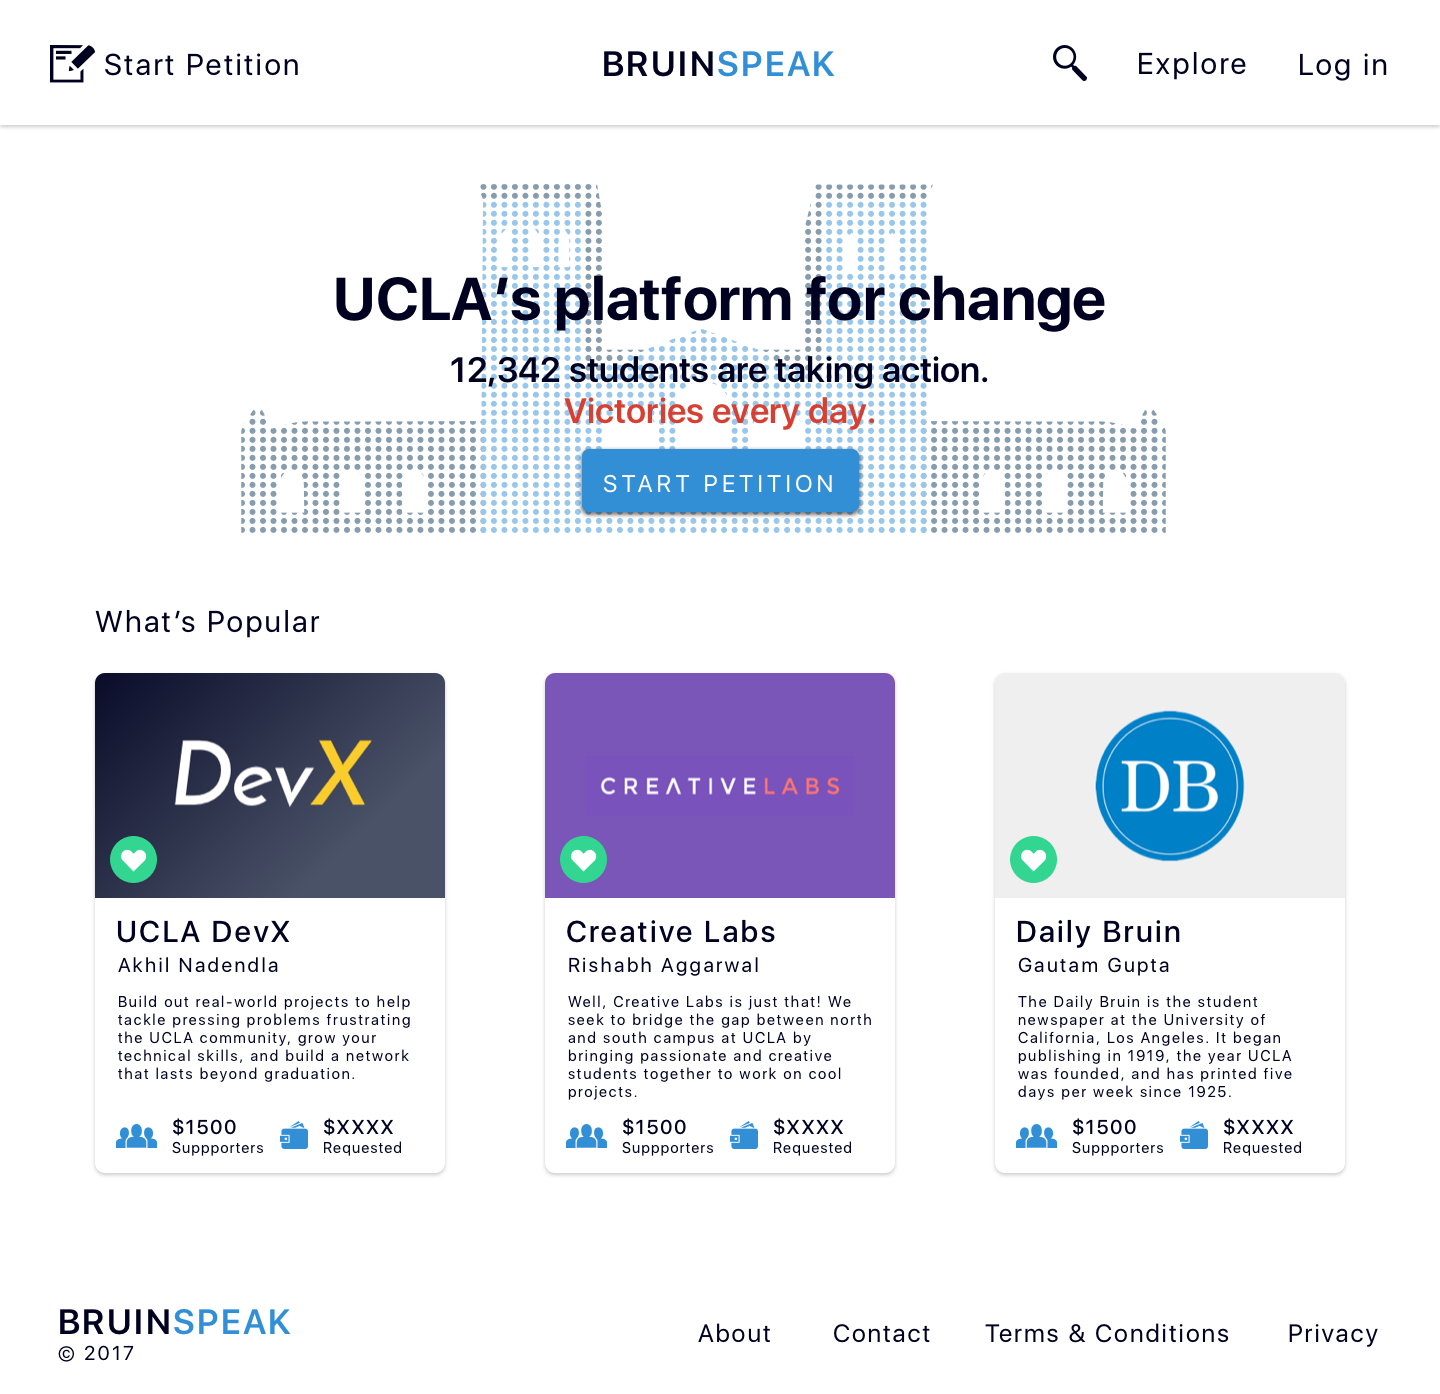 Start Petition
BRUINSPEAK
Explore
Log in
UCLA’s platform for change
12,342 students are taking action.
Victories every day.
START PETITION
What’s Popular
DevX
UCLA DevX
Akhil Nadendla
Build out real-world projects to help
tackle pressing problems frustrating
the UCLA community, grow your
technical skills, and build a network
that lasts beyond graduation.
$1500
Suppporters
$XXXX
Requested
CREATIVELABS
Creative Labs
Rishabh Aggarwal
Well, Creative Labs is just that! We
seek to bridge the gap between north
and south campus at UCLA by
bringing passionate and creative
students together to work on cool
projects.
$1500
Suppporters
$XXXX
Requested
DB
Daily Bruin
Gautam Gupta
The Daily Bruin is the student
newspaper at the University of
California, Los Angeles. It began
publishing in 1919, the year UCLA
was founded, and has printed five
days per week since 1925.
$1500
Suppporters
$XXXX
Requested
BRUINSPEAK
© 2017
About
Contact
Terms & Conditions
Privacy